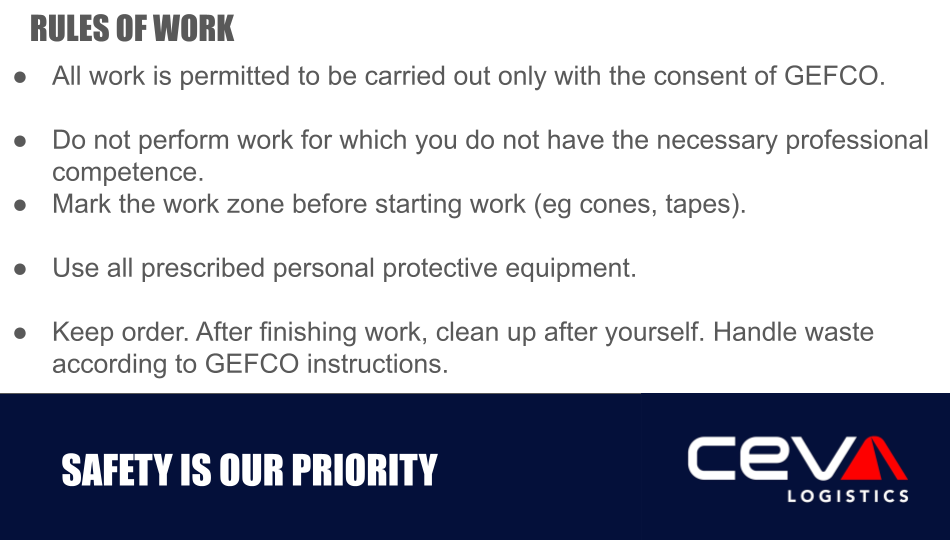 RULES OF WORK
● All work is permitted to be carried out only with the consent of GEFCO.
● Do not perform work for which you do not have the necessary professional
competence.
● Mark the work zone before starting work (eg cones, tapes).
● Use all prescribed personal protective equipment.
● Keep order. After finishing work, clean up after yourself. Handle waste
according to GEFCO instructions.
SAFETY IS OUR PRIORITY
CEVA
LOGISTICS